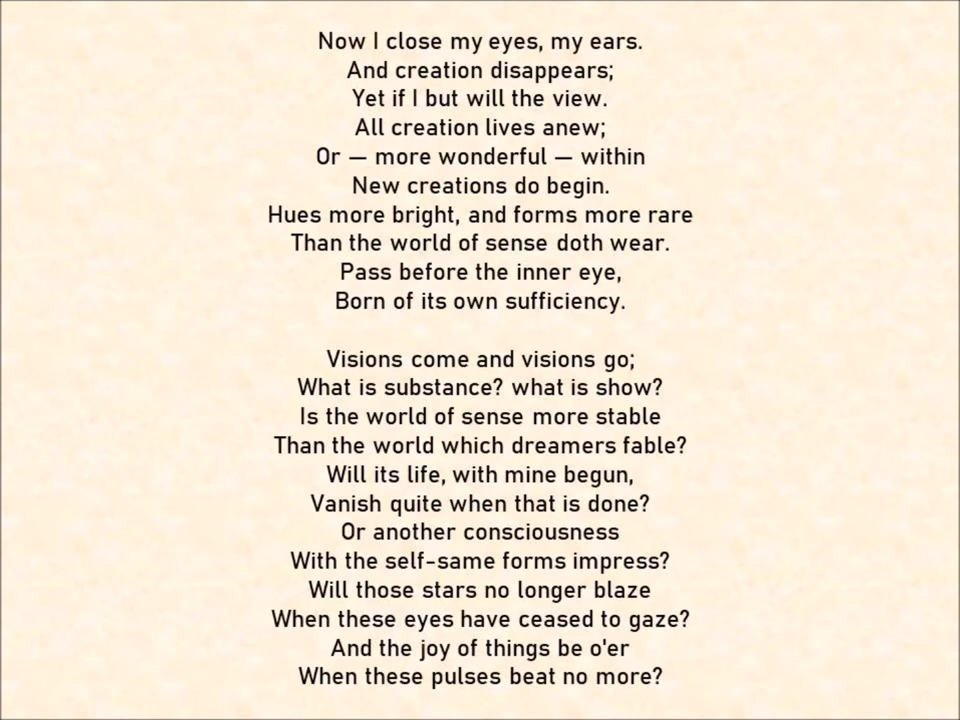 Now I close my eyes, my ears.
And creation disappears;
Yet if I but will the view.
All creation lives anew;
Or — more wonderful — within
New creations do begin.
Hues more bright, and forms more rare
Than the world of sense doth wear.
Pass before the inner eye,
Born of its own sufficiency.

Visions come and visions go;
What is substance? what is show?
Is the world of sense more stable
Than the world which dreamers fable?
Will its life, with mine begun,
Vanish quite when that is done?
Or another consciousness
With the self-same forms impress?
Will those stars no longer blaze
When these eyes have ceased to gaze?
And the joy of things be o'er
When these pulses beat no more?